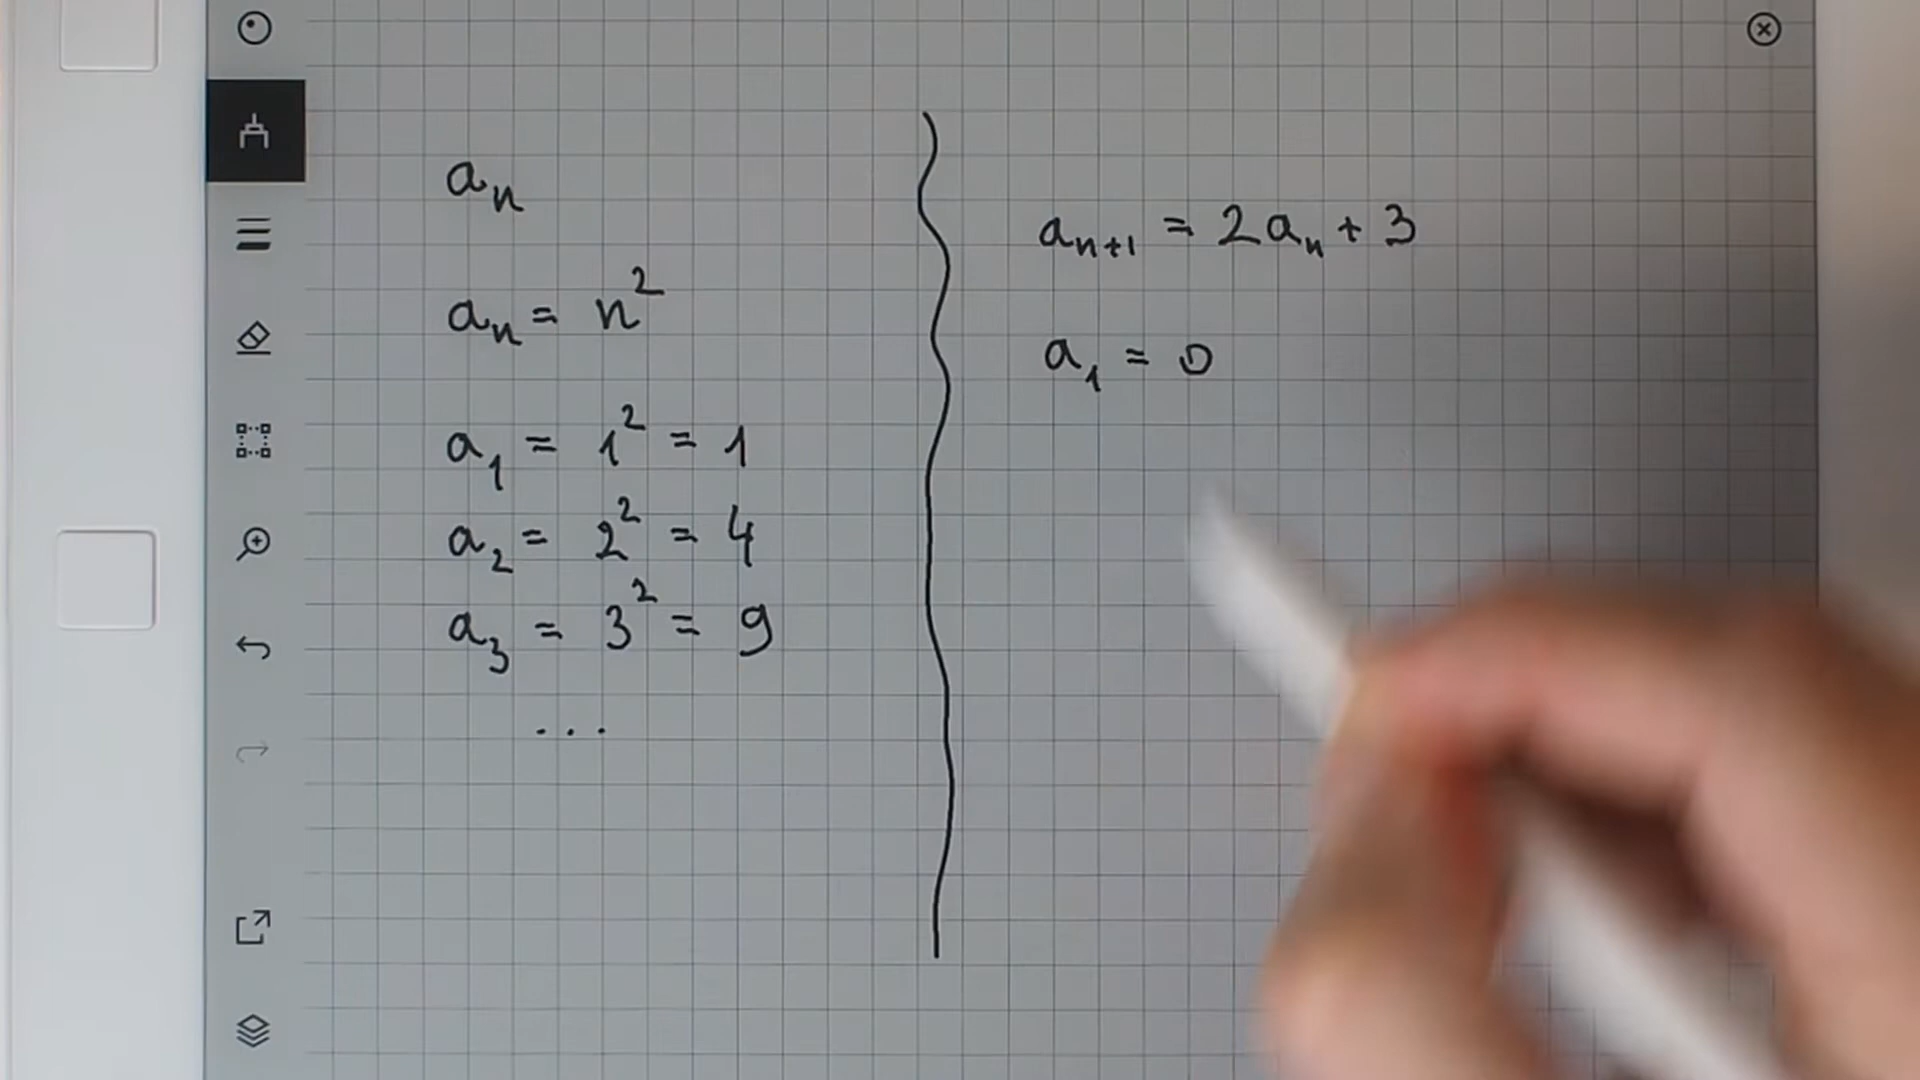 aₙ
aₙ = n²
a₁ = 1² = 1
a₂ = 2² = 4
a₃ = 3² = 9
...
aₙ₊₁ = 2aₙ + 3
a₁ = 0